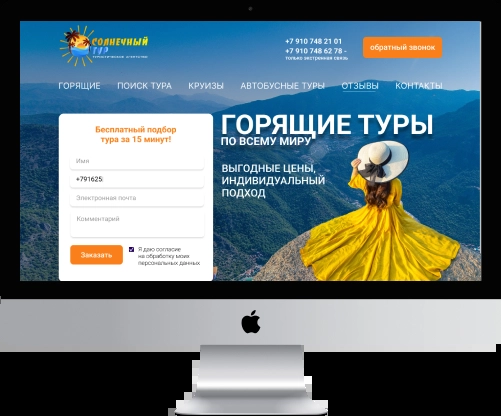 СОЛНЕЧНЫЙ
ТУР
ТУРИСТИЧЕСКОЕ АГЕНТСТВО
+7 910 748 21 01
+7 910 748 62 78 -
только экстренная связь
обратный звонок
ГОРЯЩИЕ ПОИСК ТУРА КРУИЗЫ АВТОБУСНЫЕ ТУРЫ ОТЗЫВЫ КОНТАКТЫ
Бесплатный подбор
тура за 15 минут!
Имя
+791625
Электронная почта
Комментарий
Заказать
Я даю согласие
на обработку моих
персональных данных
ГОРЯЩИЕ ТУРЫ
ПО ВСЕМУ МИРУ
ВЫГОДНЫЕ ЦЕНЫ,
ИНДИВИДУАЛЬНЫЙ
ПОДХОД